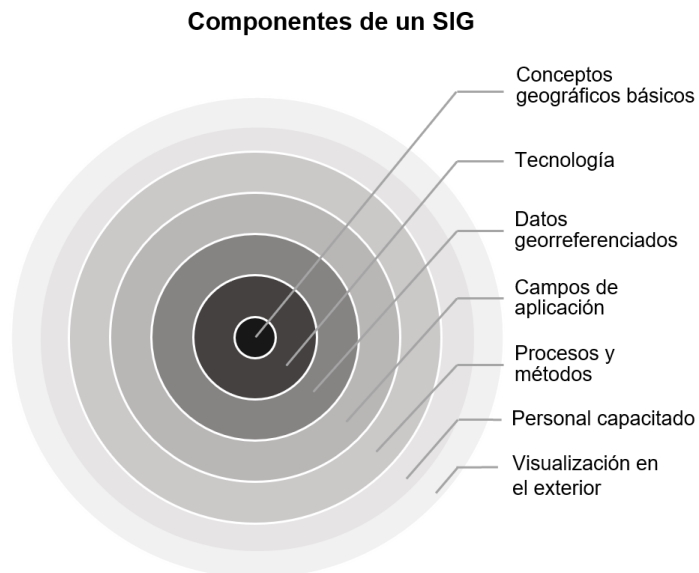 Componentes de un SIG
Conceptos
geográficos básicos
Tecnología
Datos
georreferenciados
Campos de
aplicación
Procesos y
métodos
Personal capacitado
Visualización en
el exterior